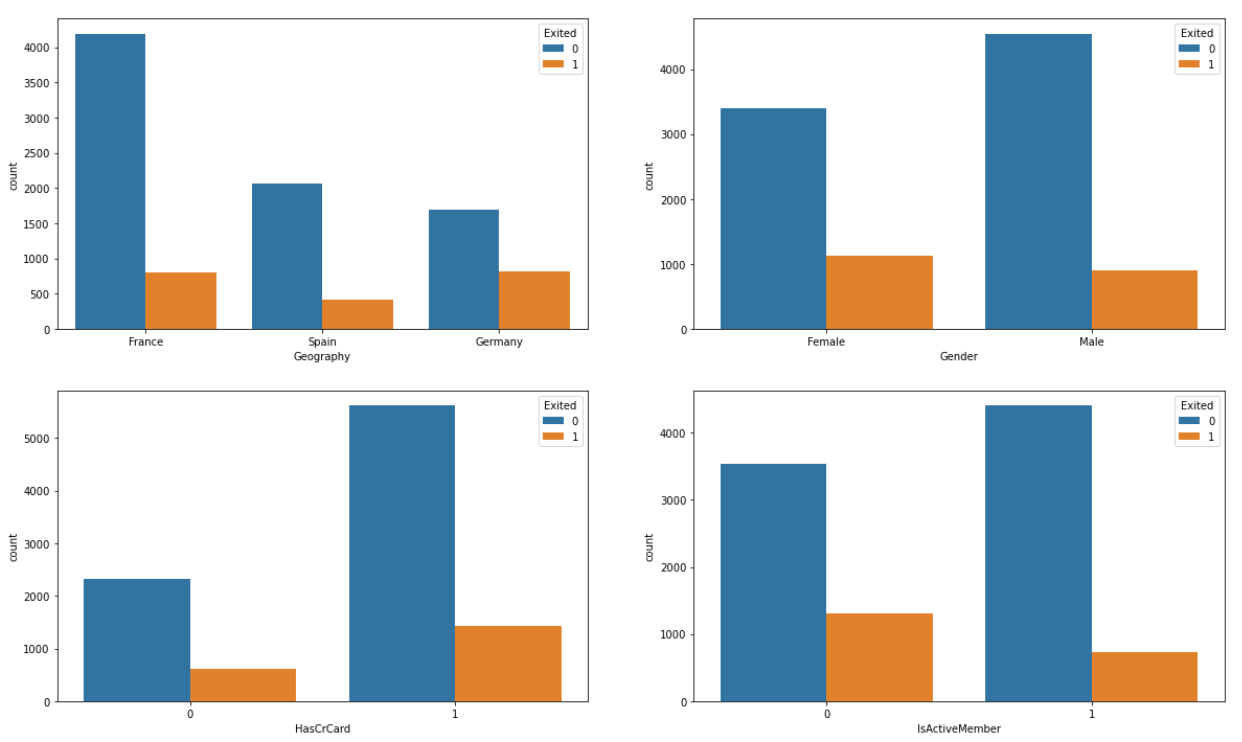 Exited
0
1
4000
3500
3000
2500
2000
1500
1000
500
0
count
France Spain Germany
Geography
Exited
0
1
4000
3000
2000
1000
0
count
Female Male
Gender
Exited
0
1
5000
4000
3000
2000
1000
0
count
0 1
HasCrCard
Exited
0
1
4000
3000
2000
1000
0
count
0 1
IsActiveMember